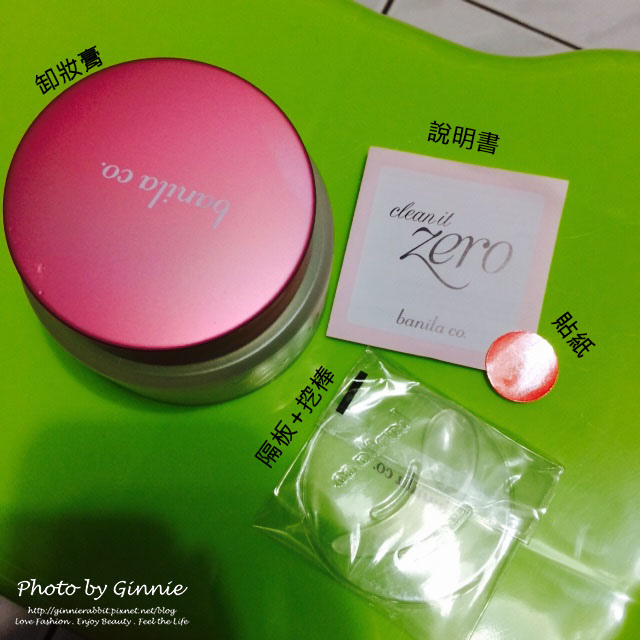 卸妝膏
banila co.
說明書
clean it
zero
banila co.
貼紙
隔板+挖棒
Photo by Ginnie
http://ginnierabbit.pixnet.net/blog
Love Fashion . Enjoy Beauty . Feel the Life